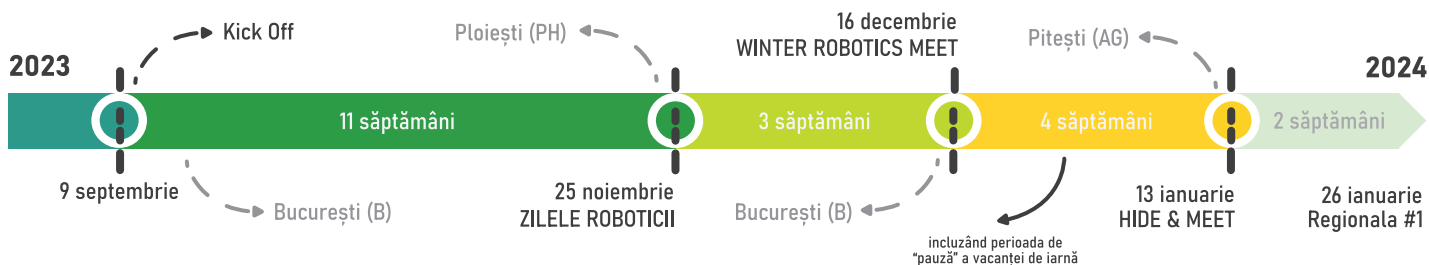 2023
9 septembrie
Kick Off
București (B)
11 săptămâni
Ploiești (PH)
25 noiembrie
ZILELE ROBOTICII
3 săptămâni
16 decembrie
WINTER ROBOTICS MEET
București (B)
4 săptămâni
incluzând perioada de
"pauză" a vacanței de iarnă
Pitești (AG)
13 ianuarie
HIDE & MEET
2 săptămâni
2024
26 ianuarie
Regionala #1